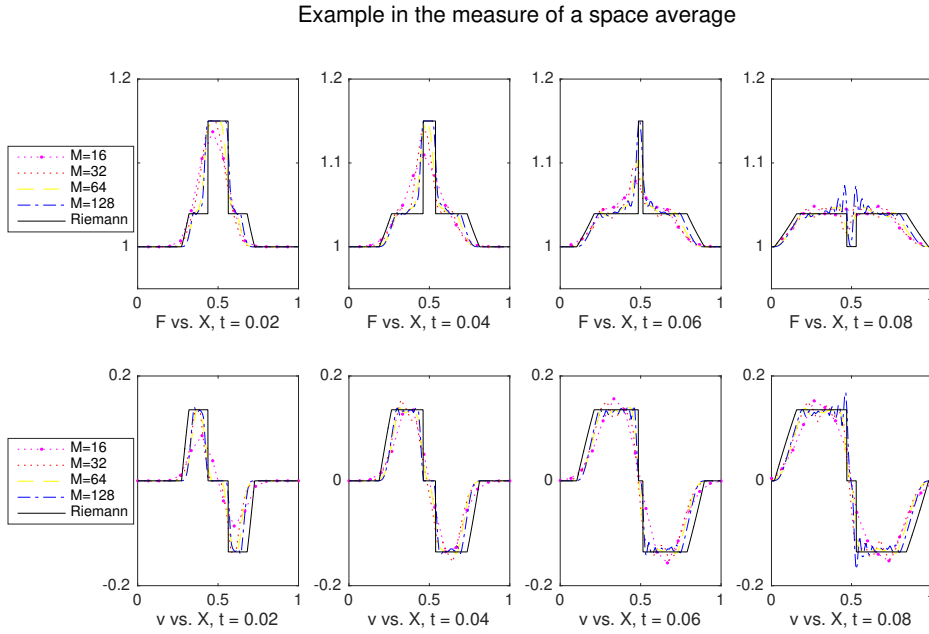 Example in the measure of a space average
1.2
1.1
1
0
0.5
1
F vs. X, t = 0.02
1.2
1.1
1
0
0.5
1
F vs. X, t = 0.04
1.2
1.1
1
0
0.5
1
F vs. X, t = 0.06
1.2
1.1
1
0
0.5
1
F vs. X, t = 0.08
M=16
M=32
M=64
M=128
Riemann
0.2
0
-0.2
0
0.5
1
v vs. X, t = 0.02
0.2
0
-0.2
0
0.5
1
v vs. X, t = 0.04
0.2
0
-0.2
0
0.5
1
v vs. X, t = 0.06
0.2
0
-0.2
0
0.5
1
v vs. X, t = 0.08
M=16
M=32
M=64
M=128
Riemann